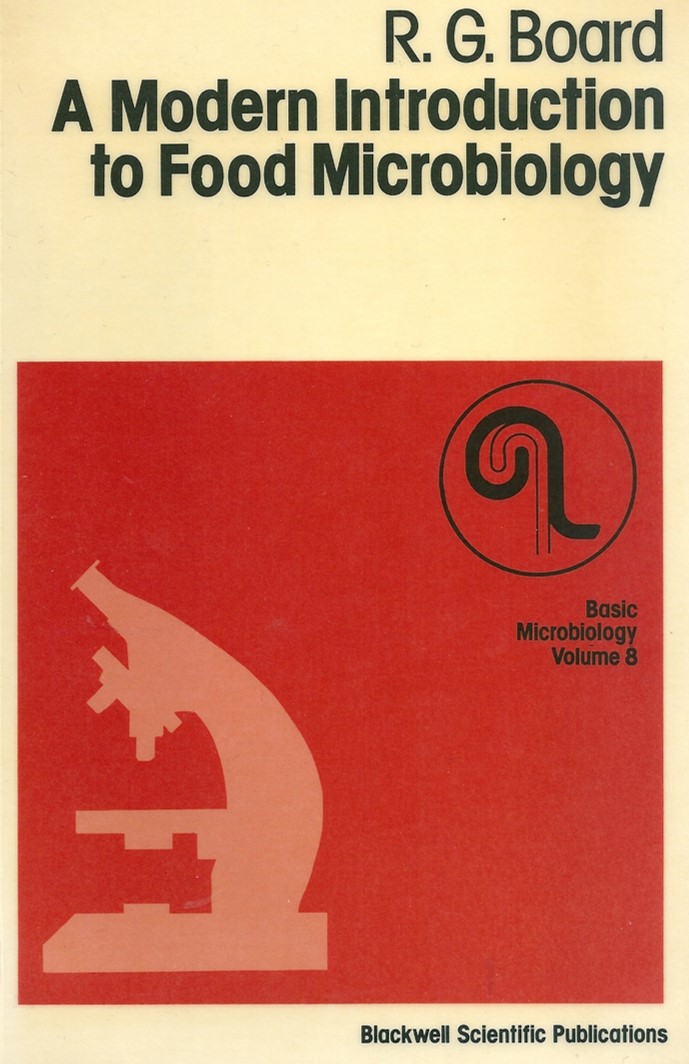 R. G. Board
A Modern Introduction
to Food Microbiology
Basic
Microbiology
Volume 8
Blackwell Scientific Publications